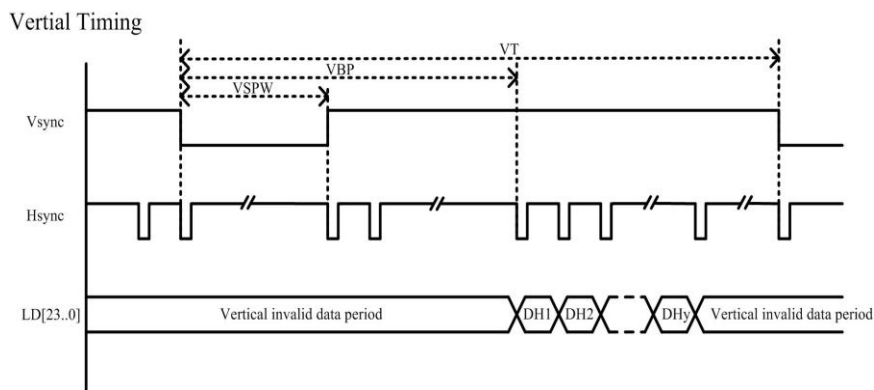 Vertial Timing
VT
VBP
VSPW
Vsync
Hsync
LD[23..0]
Vertical invalid data period
DH1
DH2
DHy
Vertical invalid data period